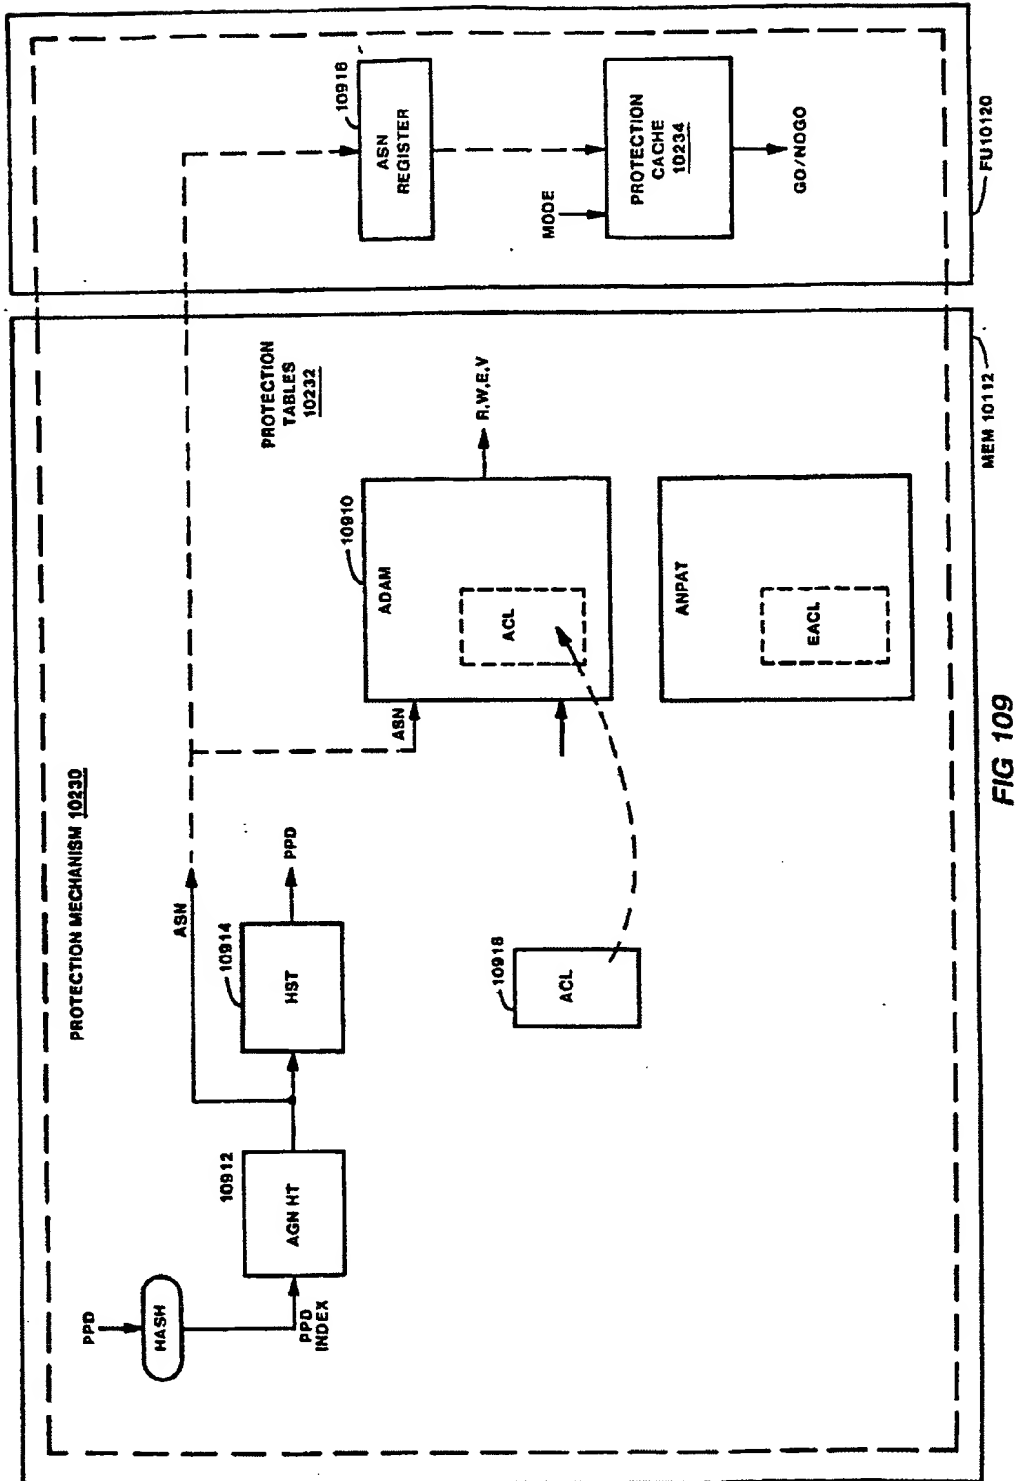 PROTECTION MECHANISM 10230
PPD
HASH
PPD
INDEX
AGN HT
10912
ASN
10914
HST
PPD
10918
ACL
PROTECTION
TABLES
10232
ASN
10910
ADAM
ACL
R,W,E,V
ANPAT
EACL
MEM 10112
10916
ASN
REGISTER
MODE
PROTECTION
CACHE
10234
GO/NOGO
FU10120
FIG 109